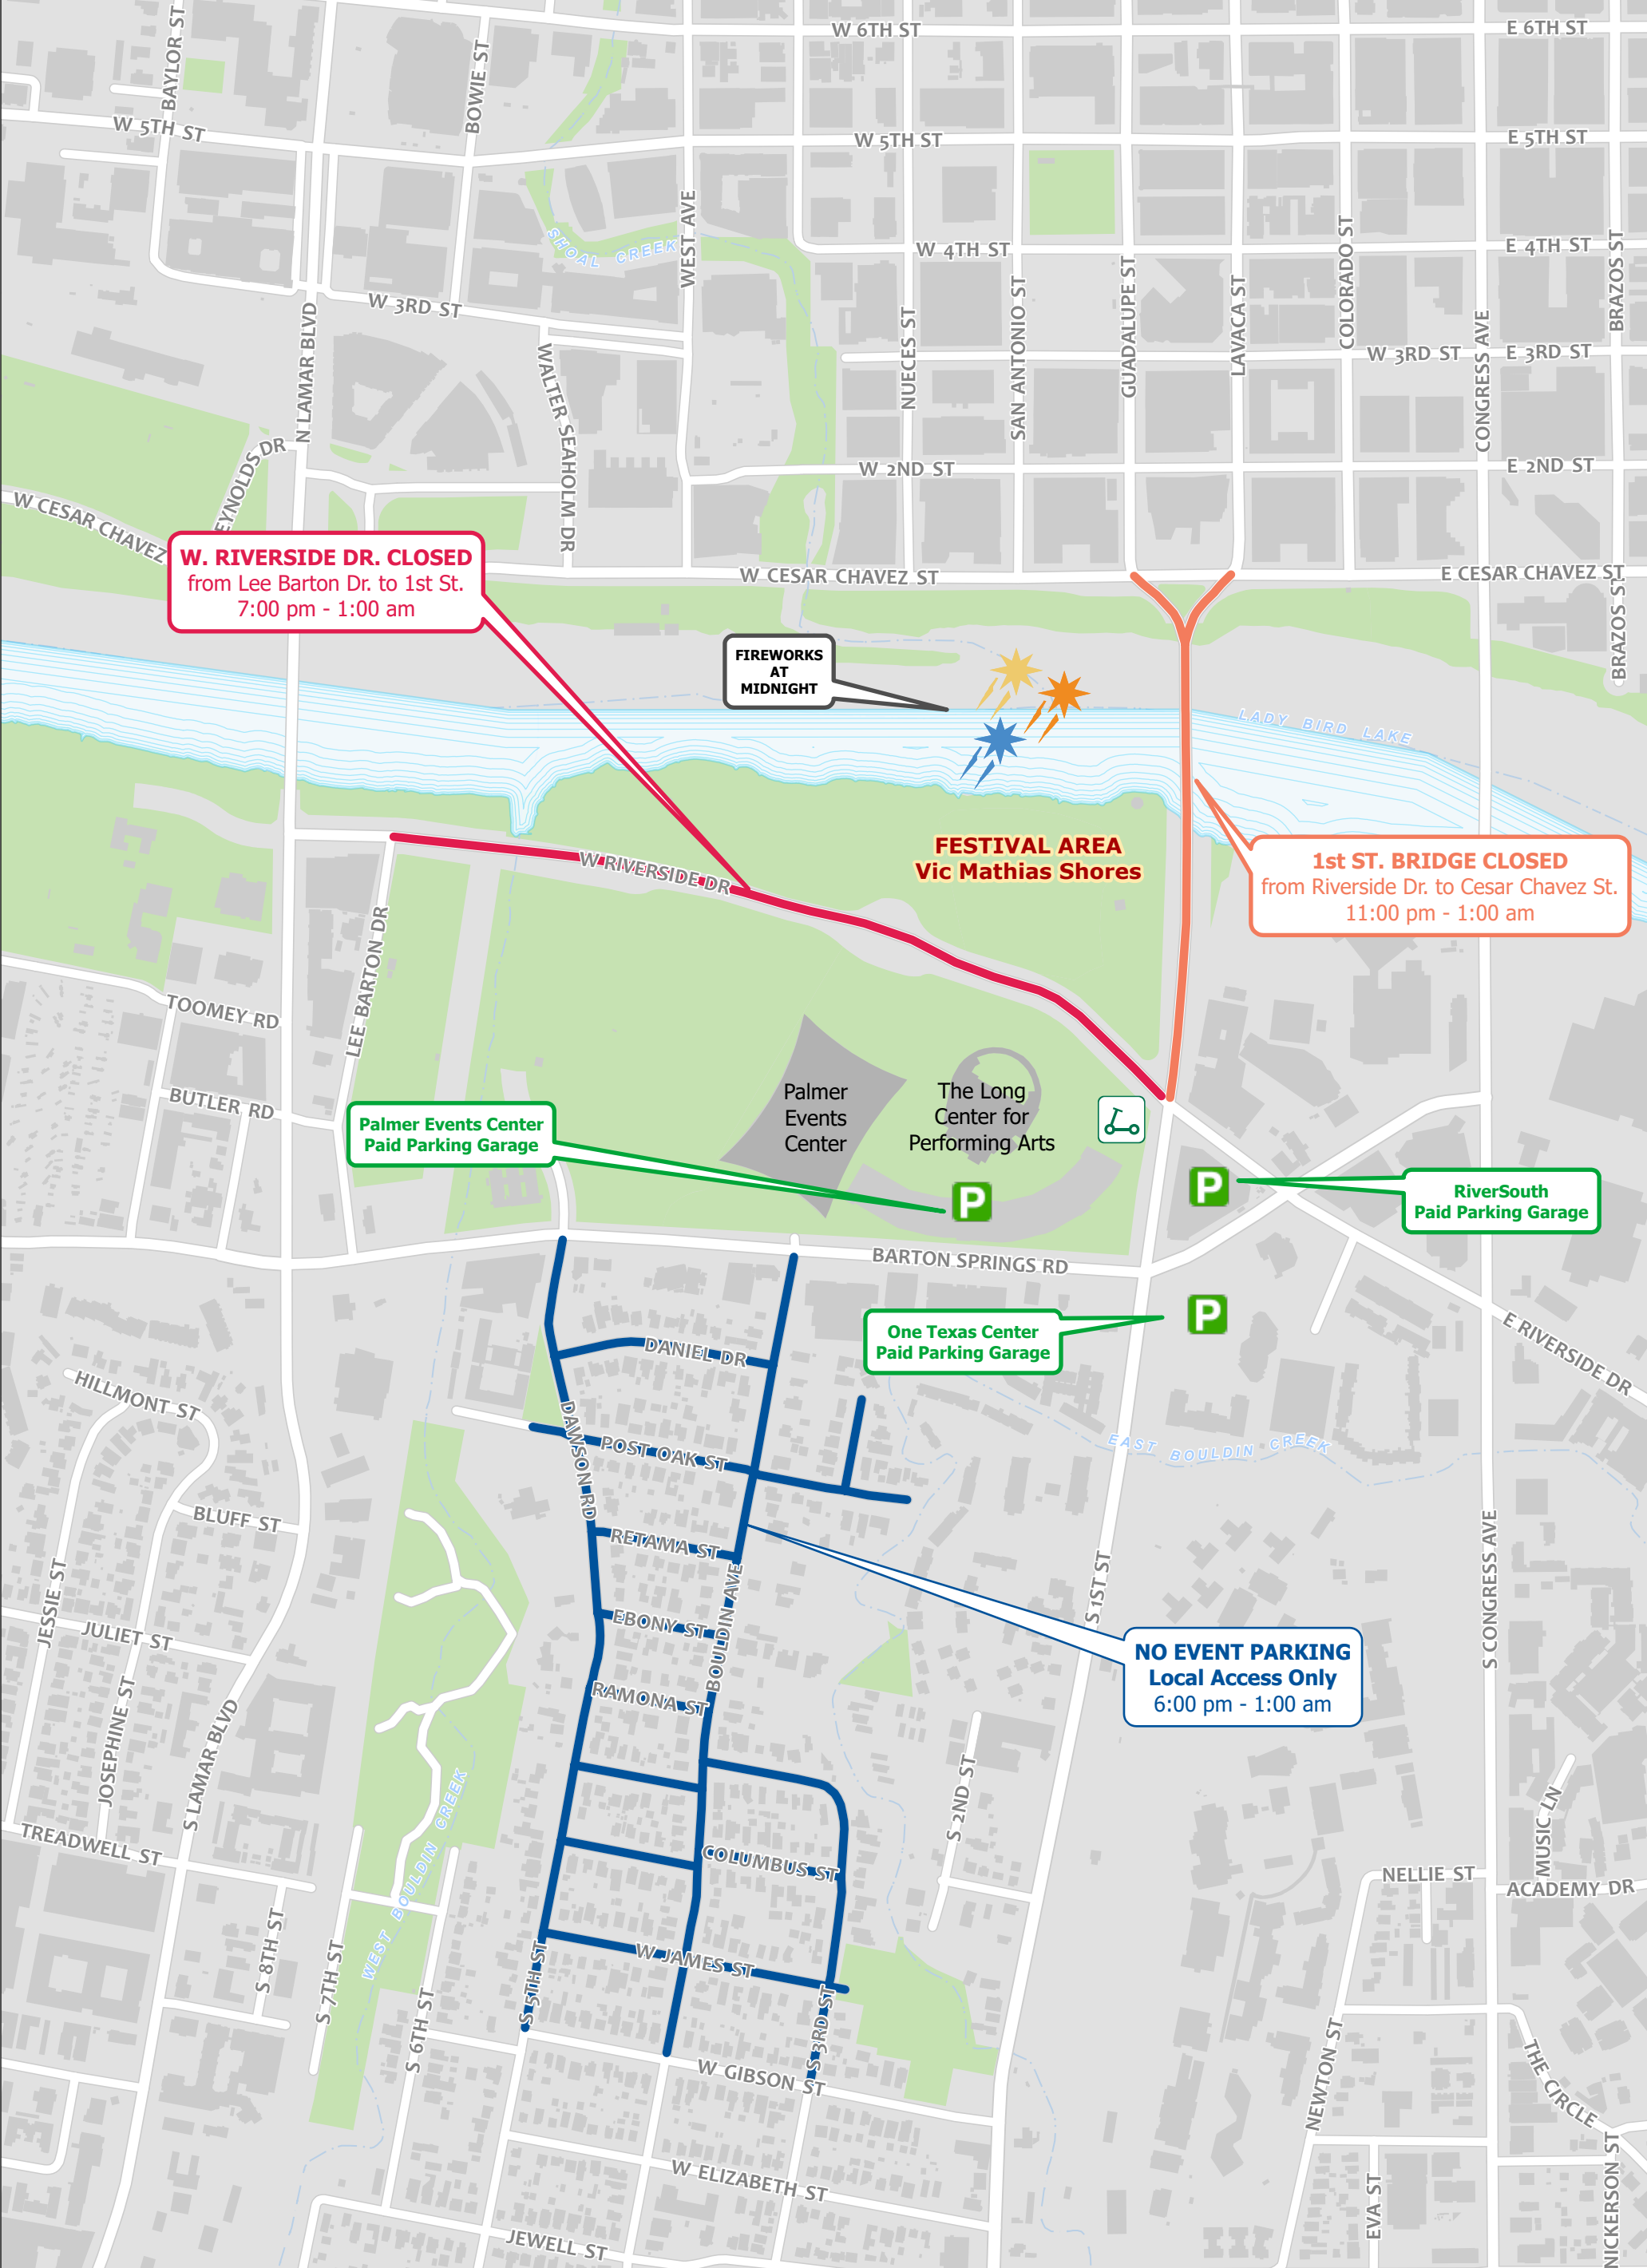 BAYLOR ST
BOWIE ST
W 6TH ST
E 6TH ST
W 5TH ST
W 5TH ST
E 5TH ST
SHOAL CREEK
WEST AVE
W 4TH ST
E 4TH ST
BRAZOS ST
W 3RD ST
N LAMAR BLVD
WALTER SEAHOLM DR
NUECES ST
SAN ANTONIO ST
GUADALUPE ST
LAVACA ST
COLORADO ST
W 3RD ST
E 3RD ST
CONGRESS AVE
W 2ND ST
E 2ND ST
EYNOLDS DR
W CESAR CHAVEZ
W CESAR CHAVEZ ST
E CESAR CHAVEZ ST
BRAZOS ST
W. RIVERSIDE DR. CLOSED
from Lee Barton Dr. to 1st St.
7:00 pm - 1:00 am
FIREWORKS
AT
MIDNIGHT
LADY BIRD LAKE
FESTIVAL AREA
Vic Mathias Shores
1st ST. BRIDGE CLOSED
from Riverside Dr. to Cesar Chavez St.
11:00 pm - 1:00 am
W RIVERSIDE DR
LEE BARTON DR
TOOMEY RD
BUTLER RD
Palmer
Events
Center
The Long
Center for
Performing Arts
Palmer Events Center
Paid Parking Garage
P
P
RiverSouth
Paid Parking Garage
BARTON SPRINGS RD
One Texas Center
Paid Parking Garage
P
E RIVERSIDE DR
DANIEL DR
HILLMONT ST
DAWSON RD
POST OAK ST
EAST BOULDIN CREEK
BLUFF ST
RETAMA ST
BOULDIN AVE
S 1ST ST
S CONGRESS AVE
JESSIE ST
JULIET ST
EBONY ST
NO EVENT PARKING
Local Access Only
6:00 pm - 1:00 am
JOSEPHINE ST
S LAMAR BLVD
RAMONA ST
WEST BOULDIN CREEK
TREADWELL ST
S 2ND ST
COLUMBUS ST
MUSIC LN
NELLIE ST
ACADEMY DR
S 8TH ST
S 7TH ST
S 6TH ST
S 5TH ST
W JAMES ST
S 3RD ST
W GIBSON ST
NEWTON ST
THE CIRCLE
W ELIZABETH ST
EVA ST
NICKERSON ST
JEWELL ST